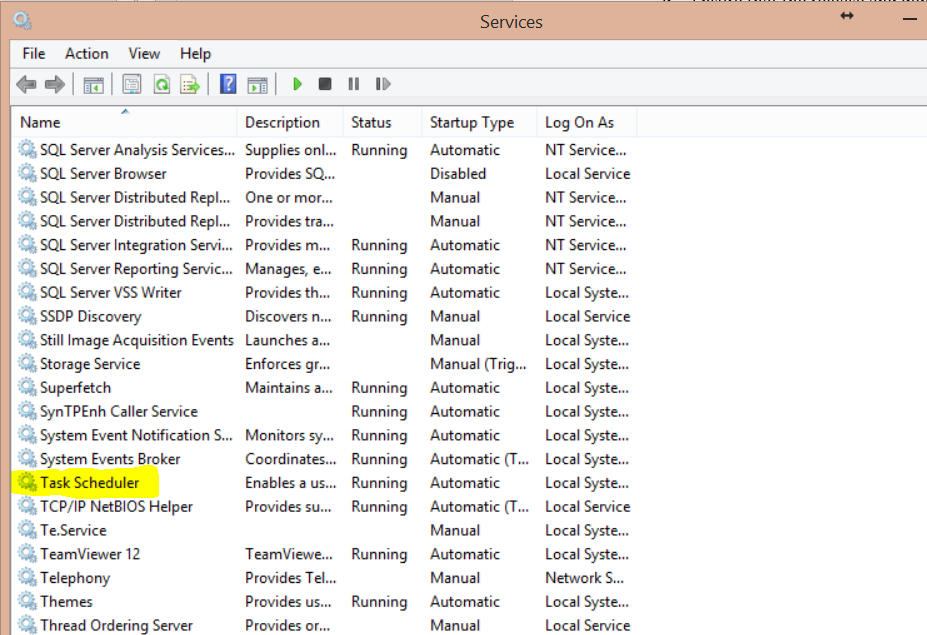 Services
File Action View Help
Name Description Status Startup Type Log On As
SQL Server Analysis Services... Supplies onl... Running Automatic NT Service...
SQL Server Browser Provides SQ... Disabled Local Service
SQL Server Distributed Repl... One or mor... Manual NT Service...
SQL Server Distributed Repl... Provides tra... Manual NT Service...
SQL Server Integration Servi... Provides m... Running Automatic NT Service...
SQL Server Reporting Servic... Manages, e... Running Automatic NT Service...
SQL Server VSS Writer Provides th... Running Automatic Local Syste...
SSDP Discovery Discovers n... Running Manual Local Service
Still Image Acquisition Events Launches a... Manual Local Syste...
Storage Service Enforces gr... Manual (Trig... Local Syste...
Superfetch Maintains a... Running Automatic Local Syste...
SynTPEnh Caller Service Running Automatic Local Syste...
System Event Notification S... Monitors sy... Running Automatic Local Syste...
System Events Broker Coordinates... Running Automatic (T... Local Syste...
Task Scheduler Enables a us... Running Automatic Local Syste...
TCP/IP NetBIOS Helper Provides su... Running Automatic (T... Local Service
Te.Service Manual Local Syste...
TeamViewer 12 TeamViewe... Running Automatic Local Syste...
Telephony Provides Tel... Manual Network S...
Themes Provides us... Running Automatic Local Syste...
Thread Ordering Server Provides or... Manual Local Service